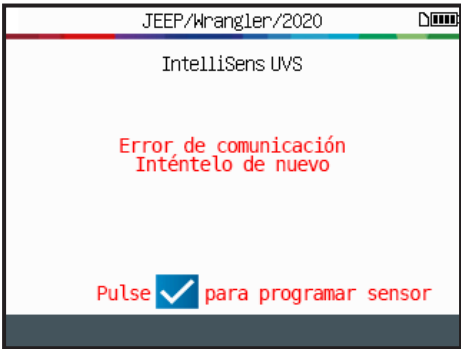 JEEP/Wrangler/2020
IntelliSens UVS
Error de comunicación
Inténtelo de nuevo
Pulse para programar sensor